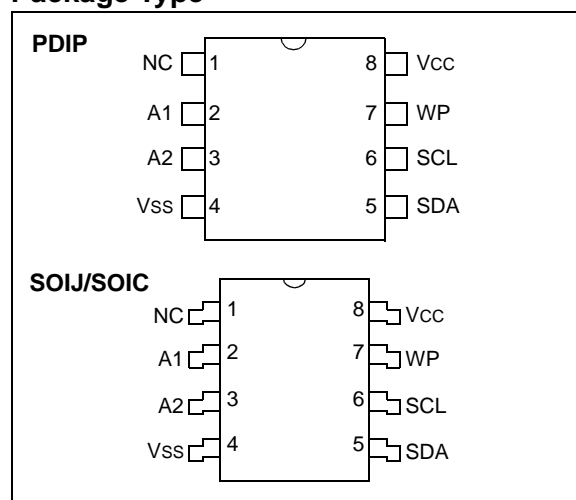 Package Type
PDIP
NC 1 8 Vcc
A1 2 7 WP
A2 3 6 SCL
Vss 4 5 SDA
SOIJ/SOIC
NC 1 8 Vcc
A1 2 7 WP
A2 3 6 SCL
Vss 4 5 SDA